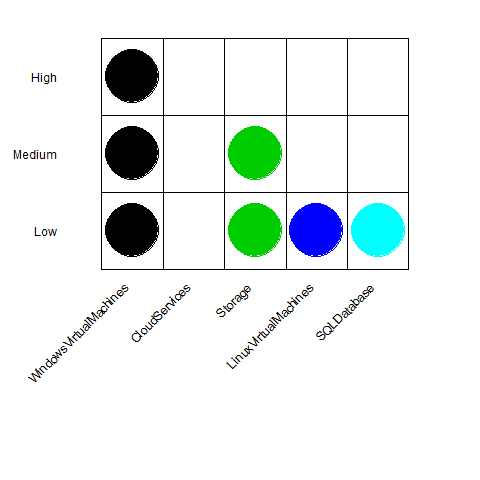 High
Medium
Low
WindowsVirtualMachines
CloudServices
Storage
LinuxVirtualMachines
SQLDatabase